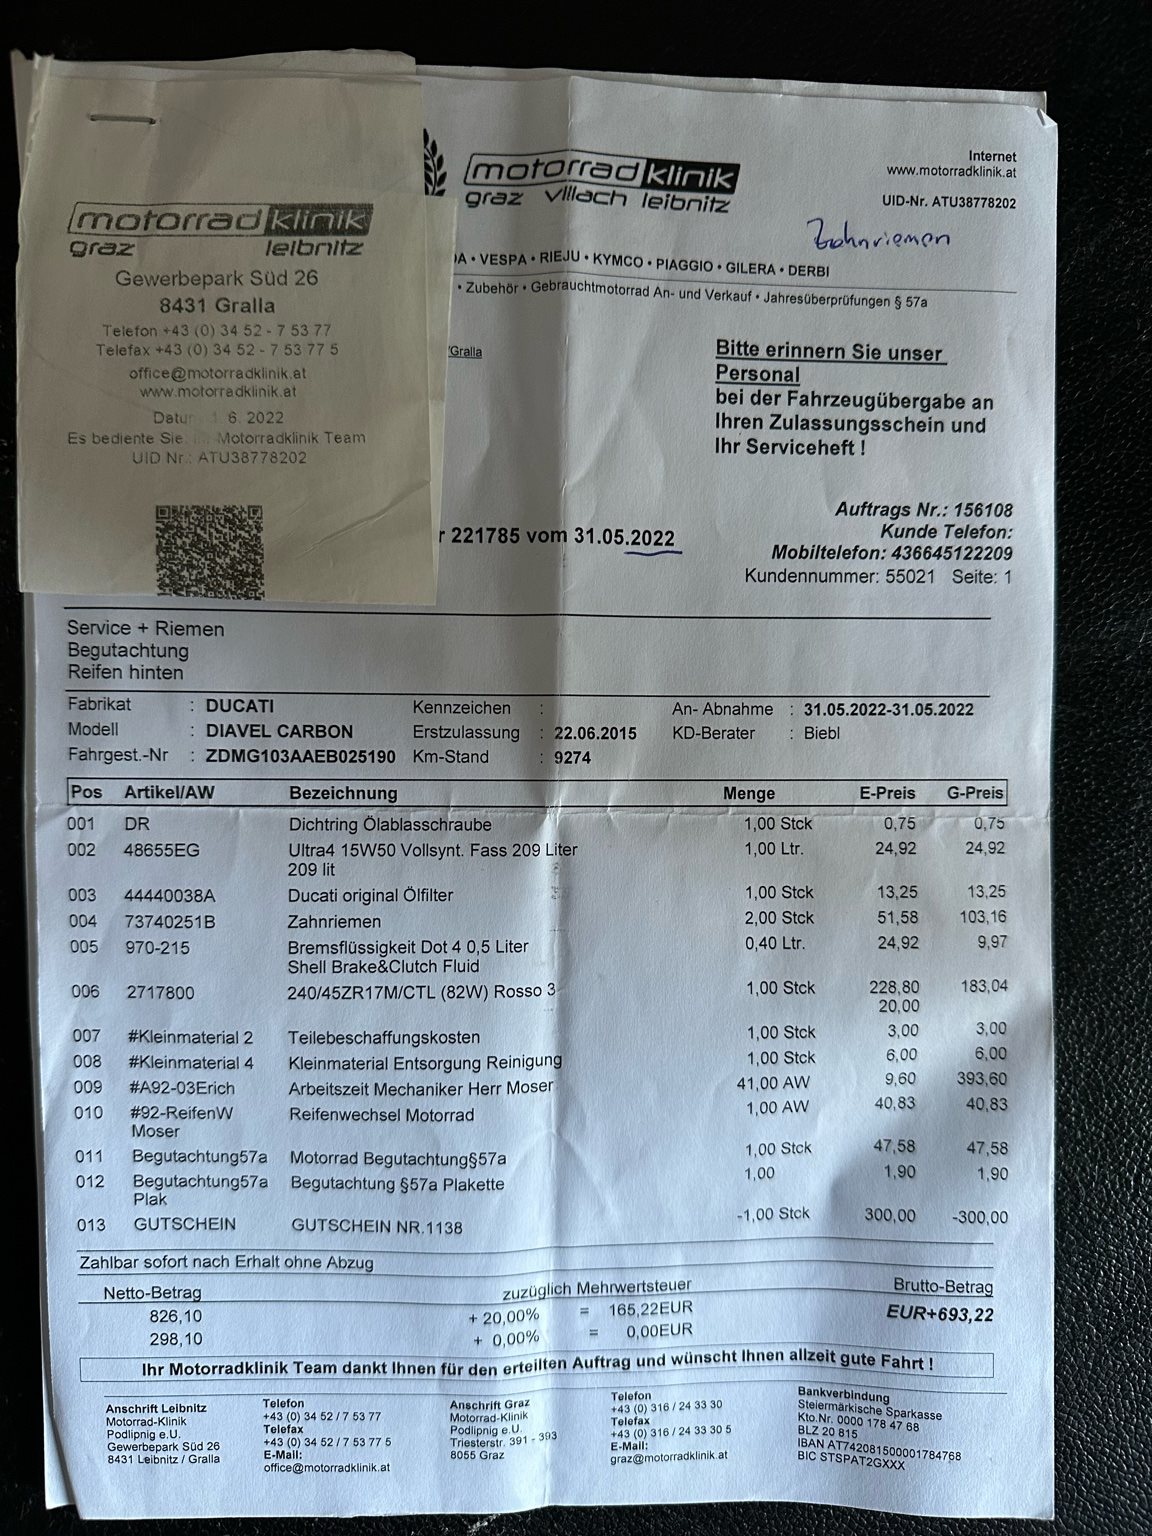 motorrad klinik
graz leibnitz
Gewerbepark Süd 26
8431 Gralla
Telefon +43 (0) 34 52 - 7 53 77
Telefax +43 (0) 34 52 - 7 53 77 5
office@motorradklinik.at
www.motorradklinik.at
6. 2022
Es bediente Sie: Motorradklinik Team
UID Nr.: ATU38778202
motorrad klinik
graz villach leibnitz
Internet
www.motorradklinik.at
UID-Nr. ATU38778202
Zahnriemen
DA • VESPA • RIEJU • KYMCO • PIAGGIO • GILERA • DERBI
• Zubehör • Gebrauchtmotorrad An- und Verkauf • Jahresüberprüfungen § 57a
/Gralla
Bitte erinnern Sie unser
Personal
bei der Fahrzeugübergabe an
Ihren Zulassungsschein und
Ihr Serviceheft !
Auftrags Nr.: 156108
Kunde Telefon:
Mobiltelefon: 436645122209
Kundennummer: 55021 Seite: 1
r 221785 vom 31.05.2022
Service + Riemen
Begutachtung
Reifen hinten
Fabrikat : DUCATI Kennzeichen : An- Abnahme : 31.05.2022-31.05.2022
Modell : DIAVEL CARBON Erstzulassung : 22.06.2015 KD-Berater : Biebl
Fahrgest.-Nr : ZDMG103AAEB025190 Km-Stand : 9274
Pos Artikel/AW Bezeichnung Menge E-Preis G-Preis
001 DR Dichtring Ölablasschraube 1,00 Stck 0,75 0,75
002 48655EG Ultra4 15W50 Vollsynt. Fass 209 Liter 1,00 Ltr. 24,92 24,92
209 lit
003 44440038A Ducati original Ölfilter 1,00 Stck 13,25 13,25
004 73740251B Zahnriemen 2,00 Stck 51,58 103,16
005 970-215 Bremsflüssigkeit Dot 4 0,5 Liter 0,40 Ltr. 24,92 9,97
Shell Brake&Clutch Fluid
006 2717800 240/45ZR17M/CTL (82W) Rosso 3 1,00 Stck 228,80 183,04
20,00
007 #Kleinmaterial 2 Teilebeschaffungskosten 1,00 Stck 3,00 3,00
008 #Kleinmaterial 4 Kleinmaterial Entsorgung Reinigung 1,00 Stck 6,00 6,00
009 #A92-03Erich Arbeitszeit Mechaniker Herr Moser 41,00 AW 9,60 393,60
010 #92-ReifenW Reifenwechsel Motorrad 1,00 AW 40,83 40,83
Moser
011 Begutachtung57a Motorrad Begutachtung§57a 1,00 Stck 47,58 47,58
012 Begutachtung57a Begutachtung §57a Plakette 1,00 1,90 1,90
Plak
013 GUTSCHEIN GUTSCHEIN NR.1138 -1,00 Stck 300,00 -300,00
Zahlbar sofort nach Erhalt ohne Abzug
Netto-Betrag zuzüglich Mehrwertsteuer Brutto-Betrag
826,10 + 20,00% = 165,22EUR EUR+693,22
298,10 + 0,00% = 0,00EUR
Ihr Motorradklinik Team dankt Ihnen für den erteilten Auftrag und wünscht Ihnen allzeit gute Fahrt !
Anschrift Leibnitz
Motorrad-Klinik
Podlipnig e.U.
Gewerbepark Süd 26
8431 Leibnitz / Gralla
Telefon
+43 (0) 34 52 / 7 53 77
Telefax
+43 (0) 34 52 / 7 53 77 5
E-Mail:
office@motorradklinik.at
Anschrift Graz
Motorrad-Klinik
Podlipnig e.U.
Triesterstr. 391 - 393
8055 Graz
Telefon
+43 (0) 316 / 24 33 30
Telefax
+43 (0) 316 / 24 33 30 5
E-Mail:
graz@motorradklinik.at
Bankverbindung
Steiermärkische Sparkasse
Kto.Nr. 0000 178 47 68
BLZ 20 815
IBAN AT742081500001784768
BIC STSPAT2GXXX